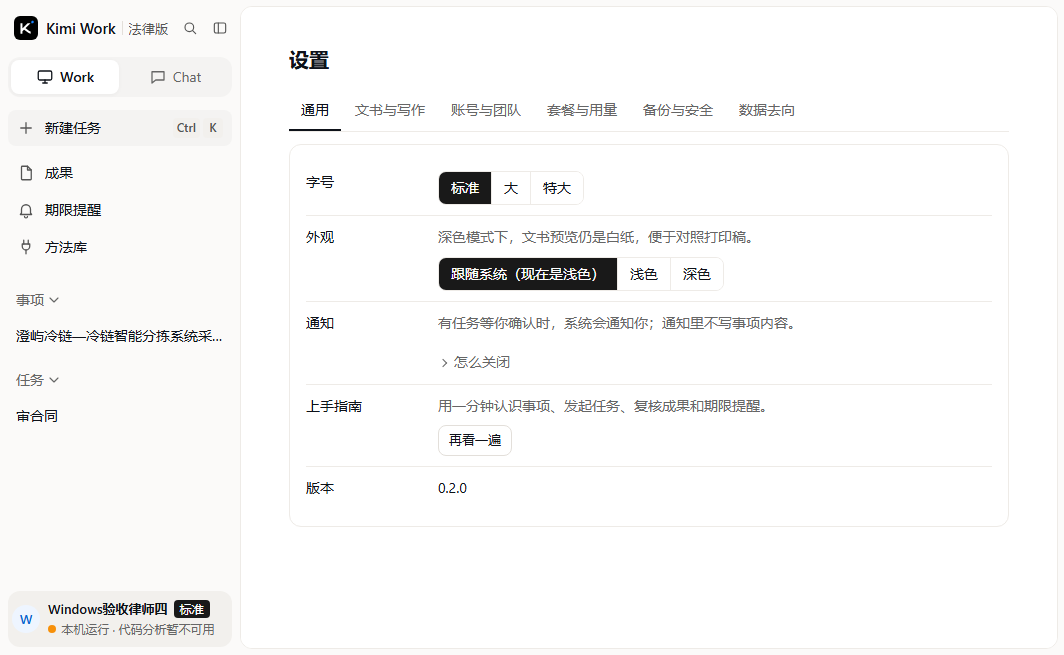 Kimi Work 法律版
Work Chat
新建任务 Ctrl K
成果
期限提醒
方法库
事项
澄屿冷链—冷链智能分拣系统采...
任务
审合同
W Windows验收律师四 标准
本机运行 · 代码分析暂不可用
设置
通用 文书与写作 账号与团队 套餐与用量 备份与安全 数据去向
字号 标准 大 特大
外观 深色模式下，文书预览仍是白纸，便于对照打印稿。
跟随系统（现在是浅色） 浅色 深色
通知 有任务等你确认时，系统会通知你；通知里不写事项内容。
怎么关闭
上手指南 用一分钟认识事项、发起任务、复核成果和期限提醒。
再看一遍
版本 0.2.0